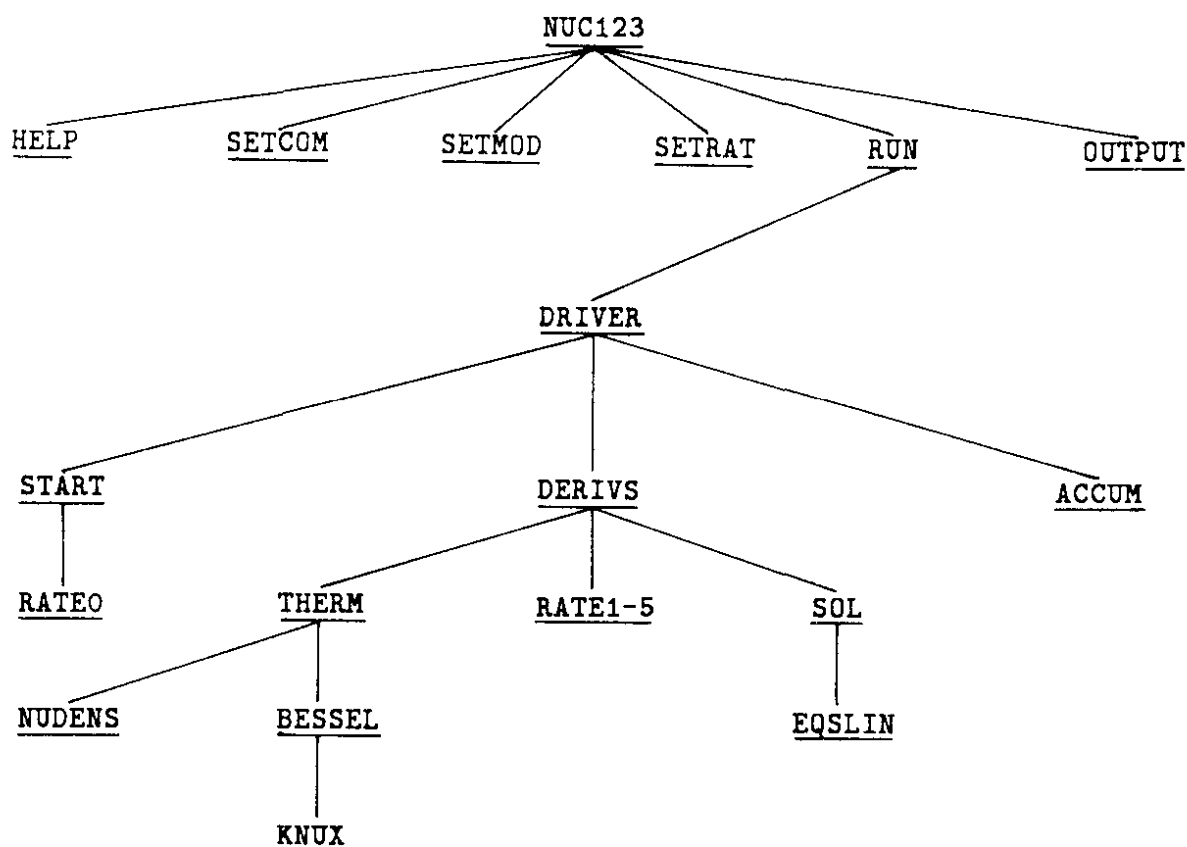 NUC123
HELP SETCOM SETMOD SETRAT RUN OUTPUT
DRIVER
START DERIVS ACCUM
RATE0 THERM RATE1-5 SOL
NUDENS BESSEL EQSLIN
KNUX